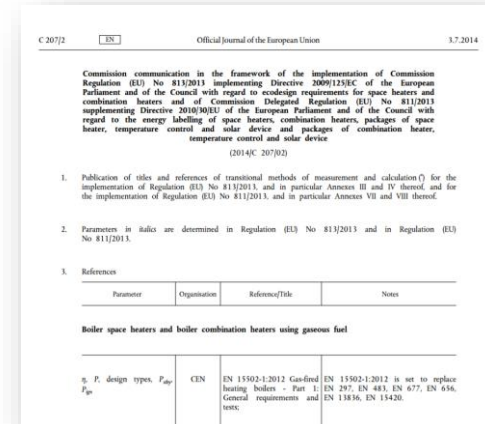 C 207/2 EN Official Journal of the European Union 3.7.2014
Commission communication in the framework of the implementation of Commission
Regulation (EU) No 813/2013 implementing Directive 2009/125/EC of the European
Parliament and of the Council with regard to ecodesign requirements for space heaters and
combination heaters and of Commission Delegated Regulation (EU) No 811/2013
supplementing Directive 2010/30/EU of the European Parliament and of the Council with
regard to the energy labelling of space heaters, combination heaters, packages of space
heater, temperature control and solar device and packages of combination heater,
temperature control and solar device
(2014/C 207/02)
1. Publication of titles and references of transitional methods of measurement and calculation (*) for the
implementation of Regulation (EU) No 813/2013, and in particular Annexes III and IV thereof, and for
the implementation of Regulation (EU) No 811/2013, and in particular Annexes VII and VIII thereof.
2. Parameters in italics are determined in Regulation (EU) No 813/2013 and in Regulation (EU)
No 811/2013.
3. References
Parameter Organisation Reference/Title Notes
Boiler space heaters and boiler combination heaters using gaseous fuel
η, P, design types, Pstby, CEN EN 15502-1:2012 Gas-fired EN 15502-1:2012 is set to replace
Pign heating boilers - Part 1: EN 297, EN 483, EN 677, EN 656,
General requirements and EN 13836, EN 15420.
tests;